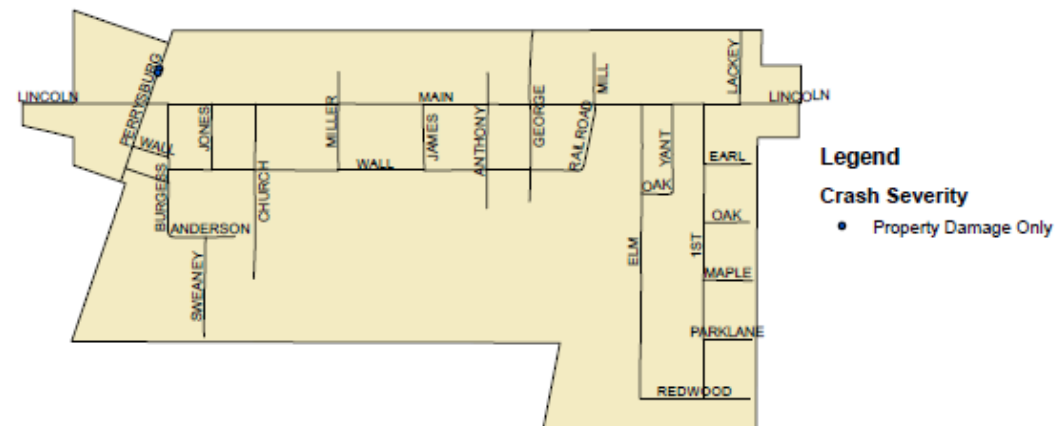 LACKEY
PERRYSBURG
MILL
LINCOLN
MAIN
LINCOLN
JONES
MILLER
JAMES
ANTHONY
GEORGE
RAILROAD
YANT
WALL
WALL
EARL
Legend
BURGESS
CHURCH
OAK
Crash Severity
ANDERSON
OAK
Property Damage Only
ELM
1ST
SWEANEY
MAPLE
PARKLANE
REDWOOD